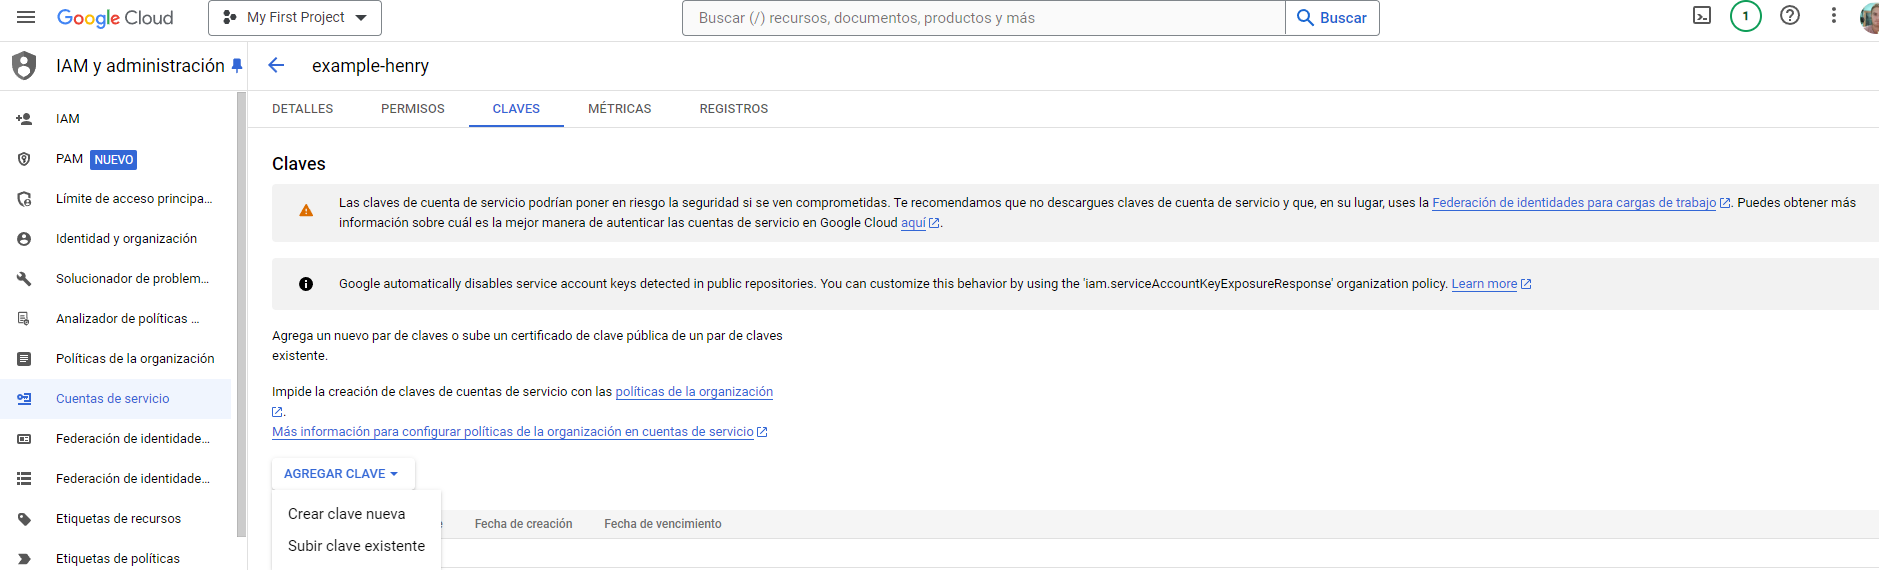 Google Cloud
My First Project
Buscar (/) recursos, documentos, productos y más
Buscar
1
IAM y administración
example-henry
DETALLES
PERMISOS
CLAVES
MÉTRICAS
REGISTROS
IAM
PAM NUEVO
Límite de acceso principa...
Identidad y organización
Solucionador de problem...
Analizador de políticas ...
Políticas de la organización
Cuentas de servicio
Federación de identidade...
Federación de identidade...
Etiquetas de recursos
Etiquetas de políticas
Claves
Las claves de cuenta de servicio podrían poner en riesgo la seguridad si se ven comprometidas. Te recomendamos que no descargues claves de cuenta de servicio y que, en su lugar, uses la Federación de identidades para cargas de trabajo. Puedes obtener más
información sobre cuál es la mejor manera de autenticar las cuentas de servicio en Google Cloud aquí.
Google automatically disables service account keys detected in public repositories. You can customize this behavior by using the 'iam.serviceAccountKeyExposureResponse' organization policy. Learn more
Agrega un nuevo par de claves o sube un certificado de clave pública de un par de claves
existente.
Impide la creación de claves de cuentas de servicio con las políticas de la organización
.
Más información para configurar políticas de la organización en cuentas de servicio
AGREGAR CLAVE
Crear clave nueva
Subir clave existente
Fecha de creación
Fecha de vencimiento